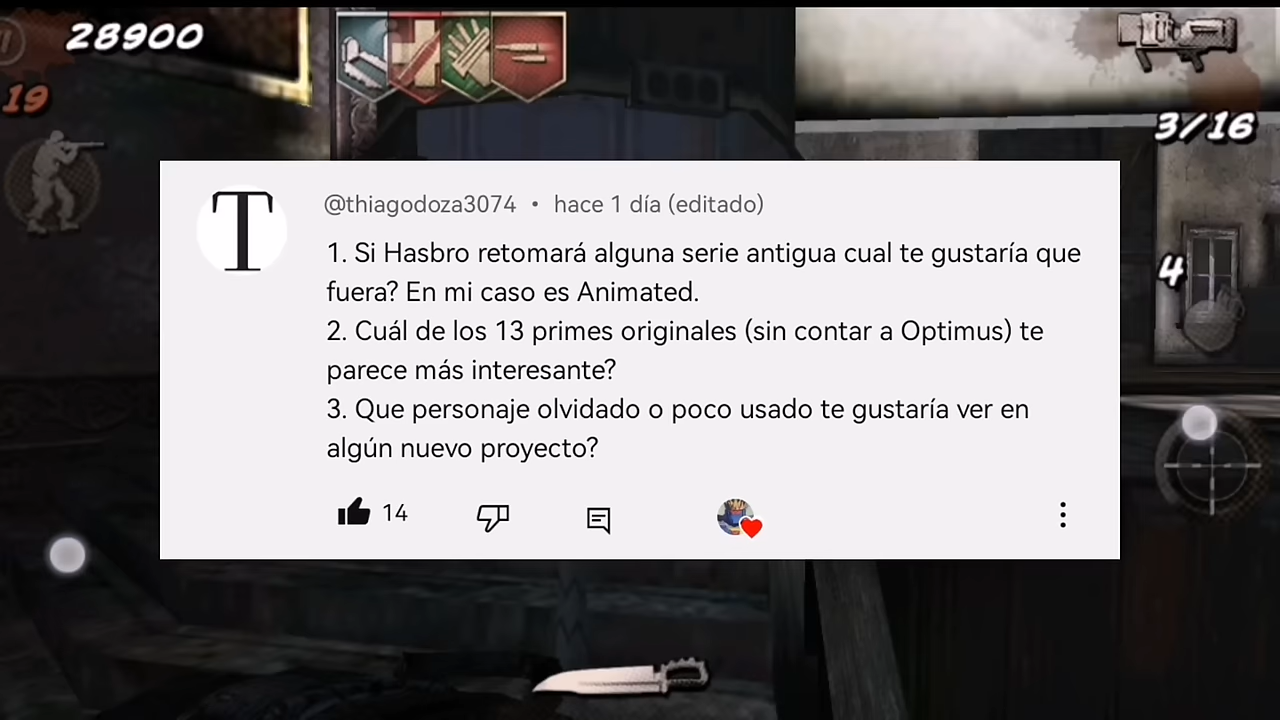 28900
19
3/16
4
T
@thiagodoza3074 • hace 1 día (editado)
1. Si Hasbro retomará alguna serie antigua cual te gustaría que
fuera? En mi caso es Animated.
2. Cuál de los 13 primes originales (sin contar a Optimus) te
parece más interesante?
3. Que personaje olvidado o poco usado te gustaría ver en
algún nuevo proyecto?
14